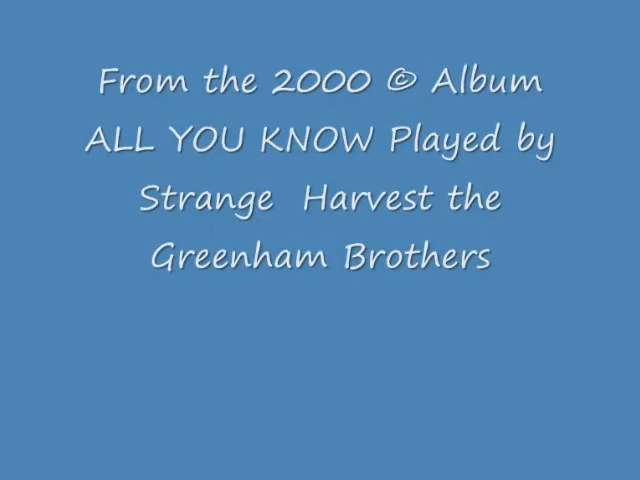 From the 2000 © Album
ALL YOU KNOW Played by
Strange Harvest the
Greenham Brothers